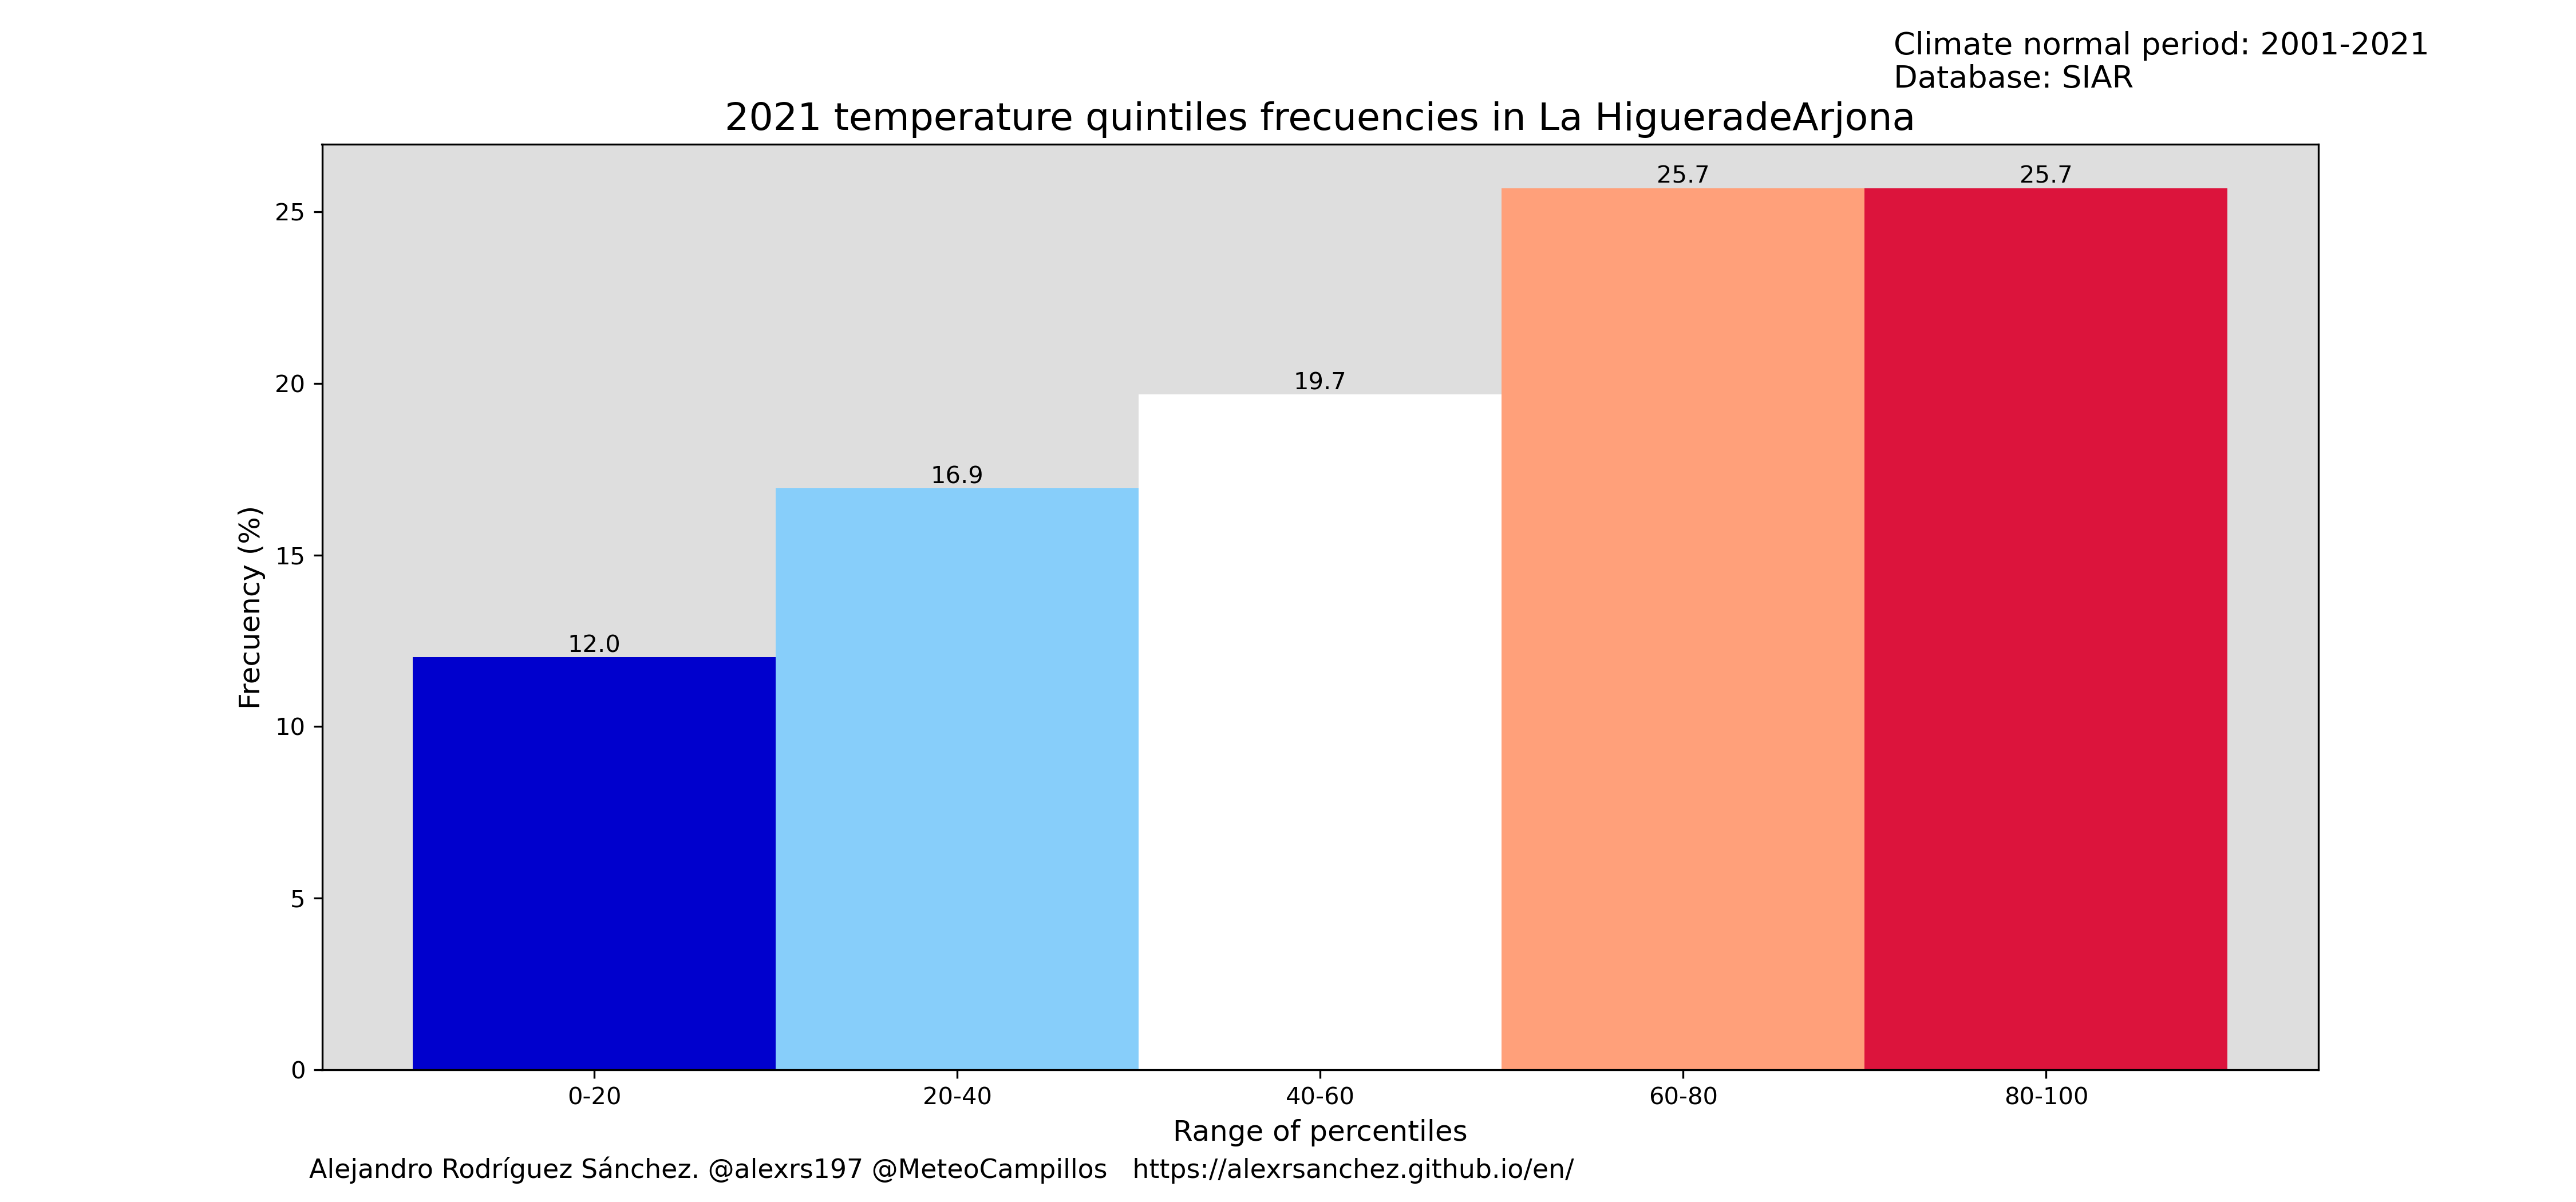 Climate normal period: 2001-2021
Database: SIAR
2021 temperature quintiles frecuencies in La HigueradeArjona
25.7
25.7
25
20
19.7
16.9
Frecuency (%)
15
12.0
10
5
0
0-20
20-40
40-60
60-80
80-100
Range of percentiles
Alejandro Rodríguez Sánchez. @alexrs197 @MeteoCampillos https://alexrsanchez.github.io/en/